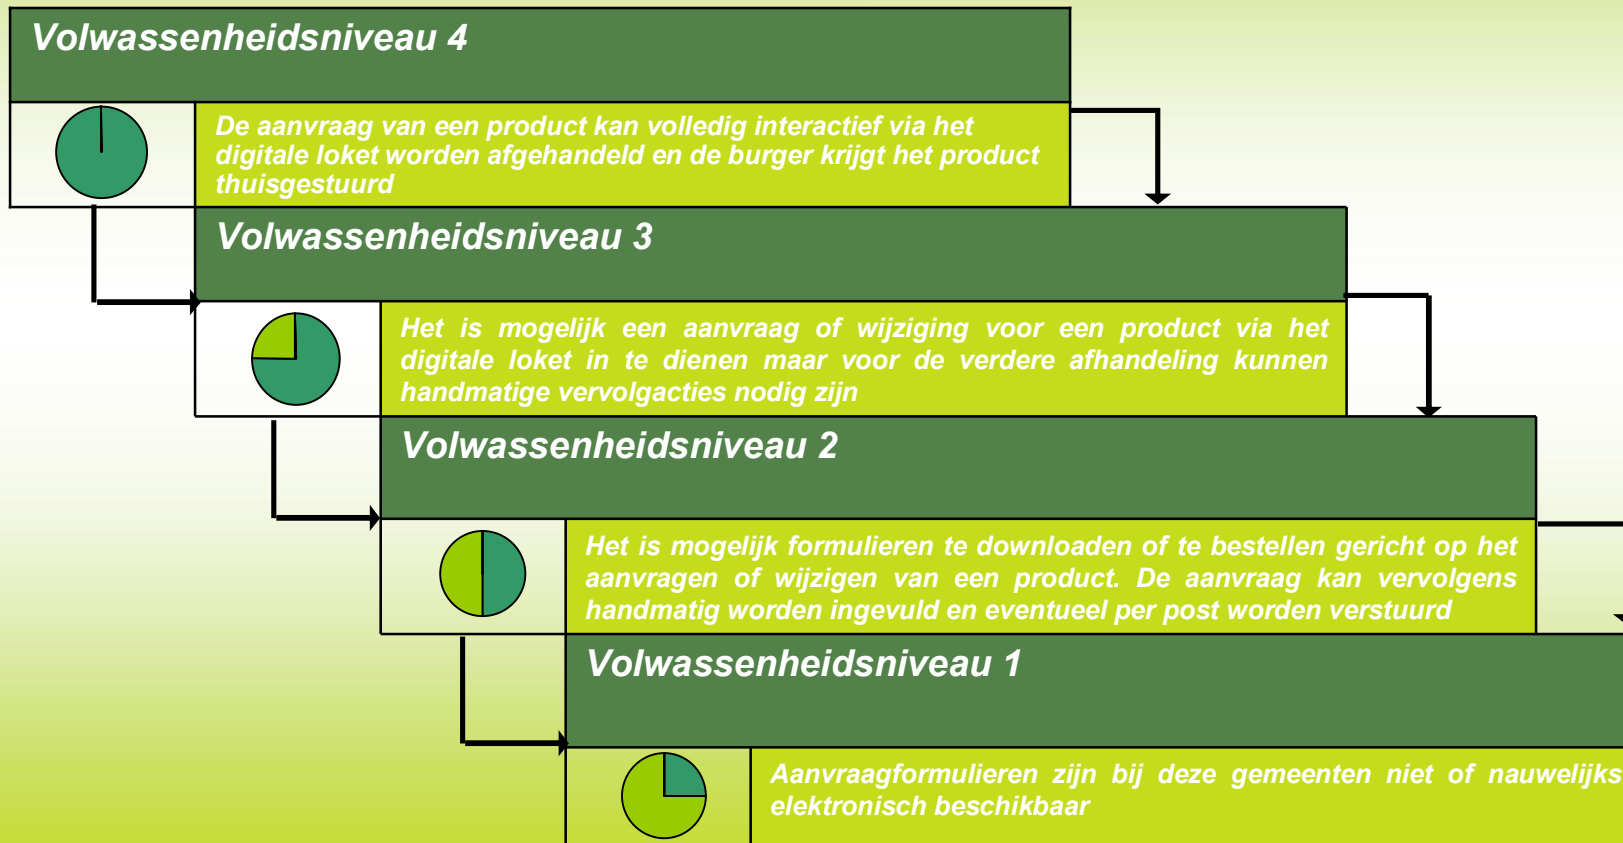 Volwassenheidsniveau 4
De aanvraag van een product kan volledig interactief via het
digitale loket worden afgehandeld en de burger krijgt het product
thuisgestuurd
Volwassenheidsniveau 3
Het is mogelijk een aanvraag of wijziging voor een product via het
digitale loket in te dienen maar voor de verdere afhandeling kunnen
handmatige vervolgacties nodig zijn
Volwassenheidsniveau 2
Het is mogelijk formulieren te downloaden of te bestellen gericht op het
aanvragen of wijzigen van een product. De aanvraag kan vervolgens
handmatig worden ingevuld en eventueel per post worden verstuurd
Volwassenheidsniveau 1
Aanvraagformulieren zijn bij deze gemeenten niet of nauwelijks
elektronisch beschikbaar